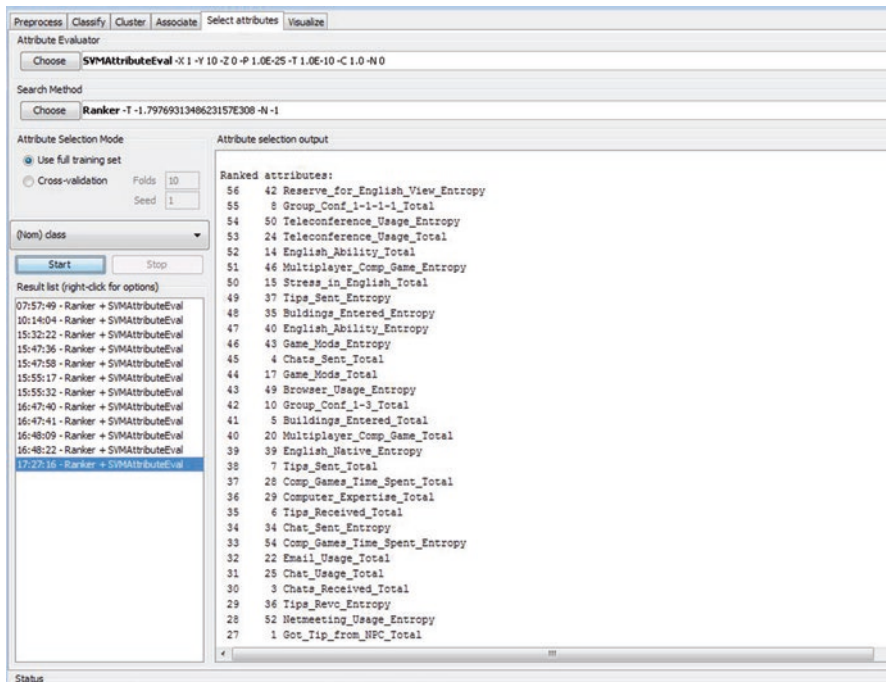 Preprocess Classify Cluster Associate Select attributes Visualize
Attribute Evaluator
Choose SVMAttributeEval -X 1 -Y 10 -Z 0 -P 1.0E-25 -T 1.0E-10 -C 1.0 -N 0
Search Method
Choose Ranker -T -1.7976931348623157E308 -N -1
Attribute Selection Mode
Use full training set
Cross-validation Folds 10
Seed 1
(Nom) class
Start Stop
Result list (right-click for options)
07:57:49 - Ranker + SVMAttributeEval
10:14:04 - Ranker + SVMAttributeEval
15:32:22 - Ranker + SVMAttributeEval
15:47:36 - Ranker + SVMAttributeEval
15:47:58 - Ranker + SVMAttributeEval
15:55:17 - Ranker + SVMAttributeEval
15:55:32 - Ranker + SVMAttributeEval
16:47:40 - Ranker + SVMAttributeEval
16:47:41 - Ranker + SVMAttributeEval
16:48:09 - Ranker + SVMAttributeEval
16:48:22 - Ranker + SVMAttributeEval
17:27:16 - Ranker + SVMAttributeEval
Attribute selection output
Ranked attributes:
56 42 Reserve_for_English_View_Entropy
55 8 Group_Conf_1-1-1-1_Total
54 50 Teleconference_Usage_Entropy
53 24 Teleconference_Usage_Total
52 14 English_Ability_Total
51 46 Multiplayer_Comp_Game_Entropy
50 15 Stress_in_English_Total
49 37 Tips_Sent_Entropy
48 35 Buldings_Entered_Entropy
47 40 English_Ability_Entropy
46 43 Game_Mods_Entropy
45 4 Chats_Sent_Total
44 17 Game_Mods_Total
43 49 Browser_Usage_Entropy
42 10 Group_Conf_1-3_Total
41 5 Buildings_Entered_Total
40 20 Multiplayer_Comp_Game_Total
39 39 English_Native_Entropy
38 7 Tips_Sent_Total
37 28 Comp_Games_Time_Spent_Total
36 29 Computer_Expertise_Total
35 6 Tips_Received_Total
34 34 Chat_Sent_Entropy
33 54 Comp_Games_Time_Spent_Entropy
32 22 Email_Usage_Total
31 25 Chat_Usage_Total
30 3 Chats_Received_Total
29 36 Tips_Revc_Entropy
28 52 Netmeeting_Usage_Entropy
27 1 Got_Tip_from_NPC_Total
Status